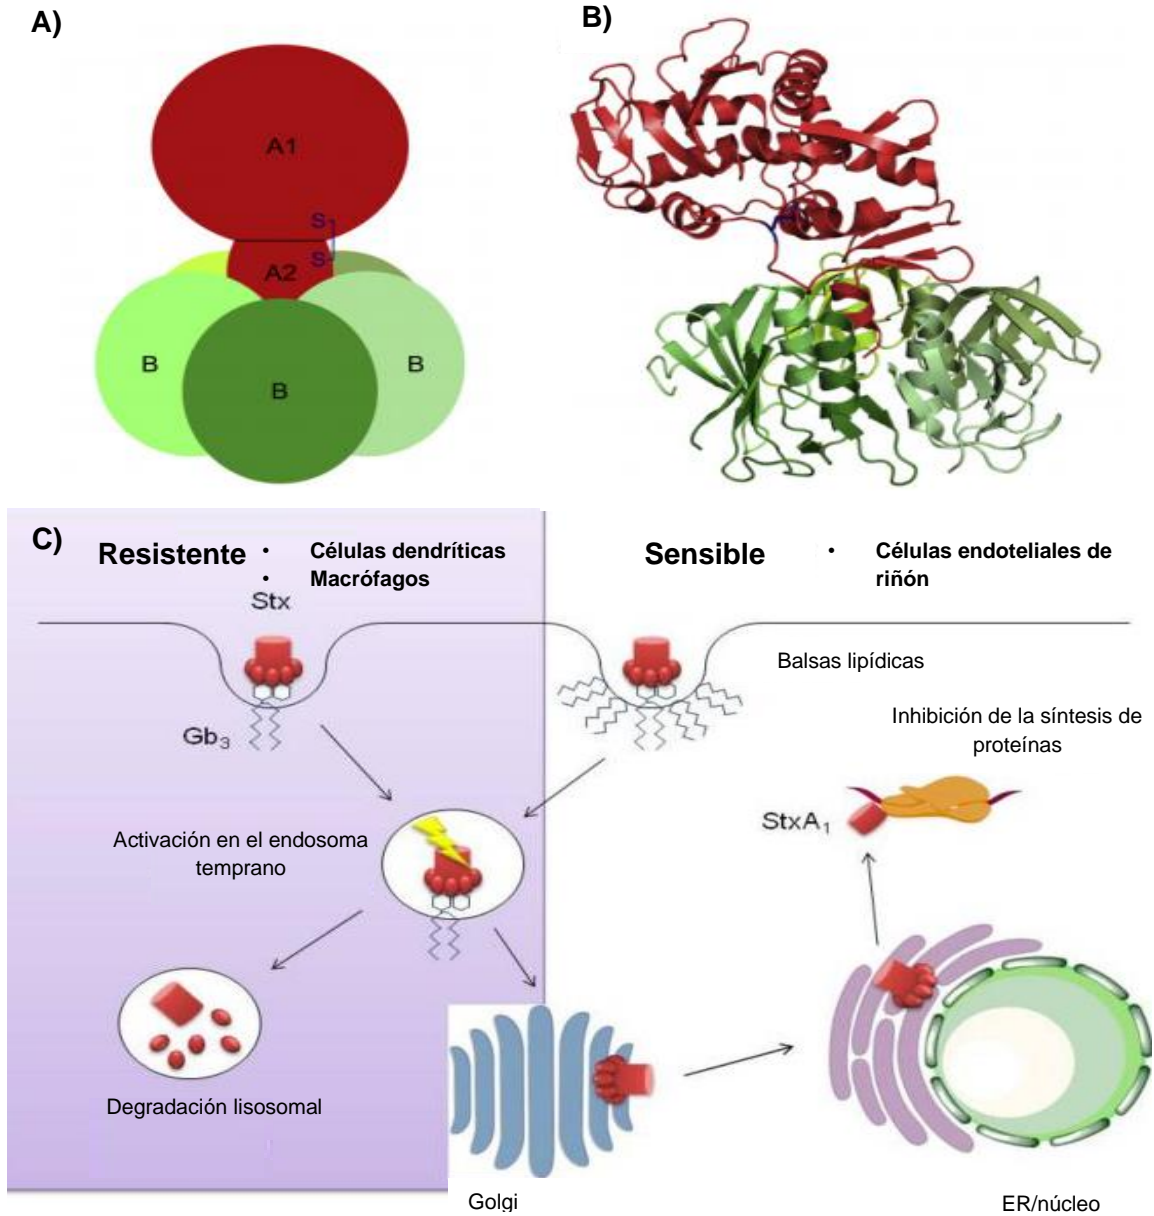 A)
B)
A1
S
S
A2
B
B
B
C)
Resistente
• Células dendríticas
• Macrófagos
Sensible
• Células endoteliales de
riñón
Stx
Balsas lipídicas
Gb3
Inhibición de la síntesis de
proteínas
StxA1
Activación en el endosoma
temprano
Degradación lisosomal
Golgi
ER/núcleo